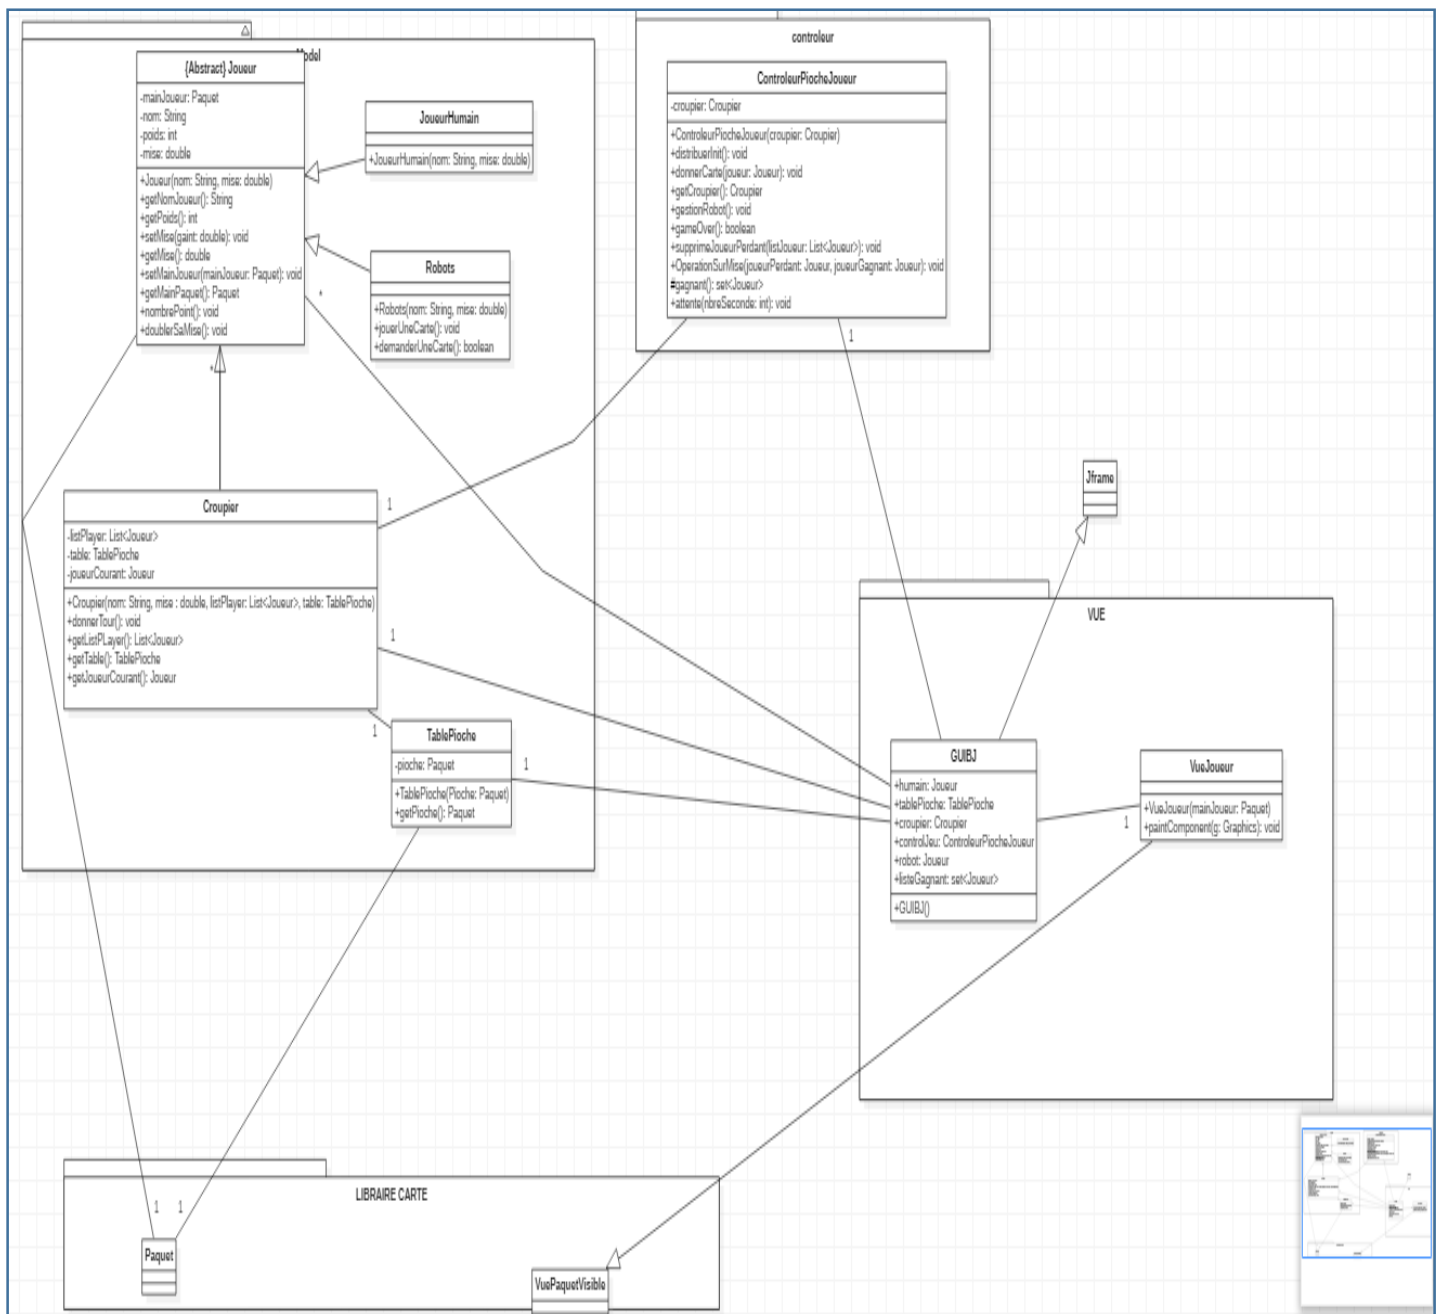 Model
{Abstract} Joueur
-mainJoueur: Paquet
-nom: String
-poids: int
-mise: double
+Joueur(nom: String, mise: double)
+getNomJoueur(): String
+getPoids(): int
+setMise(gaint: double): void
+getMise(): double
+setMainJoueur(mainJoueur: Paquet): void
+getMainPaquet(): Paquet
+nombrePoint(): void
+doublerSaMise(): void
JoueurHumain
+JoueurHumain(nom: String, mise: double)
Robots
+Robots(nom: String, mise: double)
+jouerUneCarte(): void
+demanderUneCarte(): boolean
*
*
Croupier
-listPlayer: List<Joueur>
-table: TablePioche
-joueurCourant: Joueur
+Croupier(nom: String, mise : double, listPlayer: List<Joueur>, table: TablePioche)
+donnerTour(): void
+getListPLayer(): List<Joueur>
+getTable(): TablePioche
+getJoueurCourant(): Joueur
1
1
1
TablePioche
-pioche: Paquet
+TablePioche(Pioche: Paquet)
+getPioche(): Paquet
1
controleur
ControleurPiocheJoueur
-croupier: Croupier
+ControleurPiocheJoueur(croupier: Croupier)
+distribuerInit(): void
+donnerCarte(joueur: Joueur): void
+getCroupier(): Croupier
+gestionRobot(): void
+gameOver(): boolean
+supprimeJoueurPerdant(listJoueur: List<Joueur>): void
+OperationSurMise(joueurPerdant: Joueur, joueurGagnant: Joueur): void
#gagnant(): set<Joueur>
+attente(nbreSeconde: int): void
1
Jframe
VUE
GUIBJ
+humain: Joueur
+tablePioche: TablePioche
+croupier: Croupier
+controlJeu: ControleurPiocheJoueur
+robot: Joueur
+listeGagnant: set<Joueur>
+GUIBJ()
1
VueJoueur
+VueJoueur(mainJoueur: Paquet)
+paintComponent(g: Graphics): void
LIBRAIRE CARTE
1 1
Paquet
VuePaquetVisible